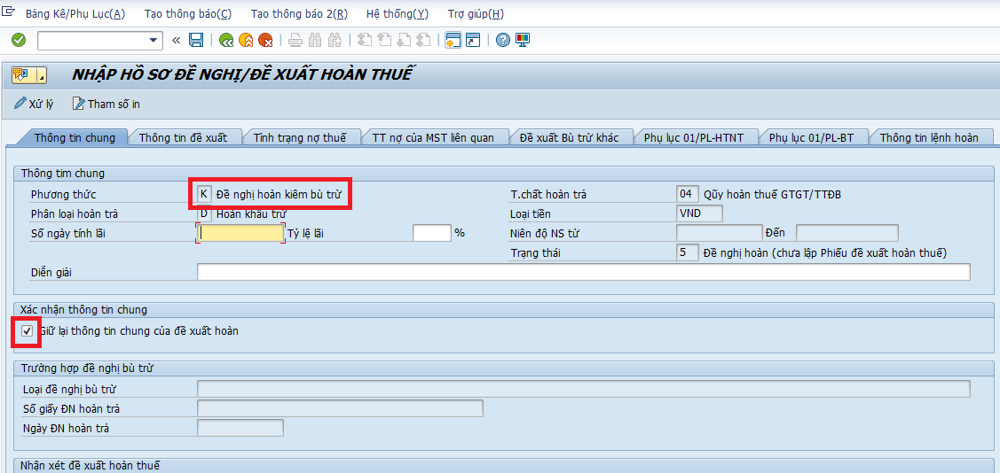 Bảng Kê/Phụ Lục(A) Tạo thông báo(C) Tạo thông báo 2(R) Hệ thống(Y) Trợ giúp(H)
NHẬP HỒ SƠ ĐỀ NGHỊ/ĐỀ XUẤT HOÀN THUẾ
Xử lý Tham số in
Thông tin chung Thông tin đề xuất Tình trạng nợ thuế TT nợ của MST liên quan Đề xuất Bù trừ khác Phụ lục 01/PL-HTNT Phụ lục 01/PL-BT Thông tin lệnh hoàn
Thông tim chung
Phương thức K Đề nghị hoàn kiêm bù trừ T.chất hoàn trả 04 Quỹ hoàn thuế GTGT/TTĐB
Phân loại hoàn trả D Hoàn khấu trừ Loại tiền VND
Số ngày tính lãi Tỷ lệ lãi % Niên độ NS từ Đến
Trạng thái 5 Đề nghị hoàn (chưa lập Phiếu đề xuất hoàn thuế)
Diễn giải
Xác nhận thông tin chung
Giữ lại thông tin chung của đề xuất hoàn
Trường hợp đề nghị bù trừ
Loại đề nghị bù trừ
Số giấy ĐN hoàn trả
Ngày ĐN hoàn trả
Nhận xét đề xuất hoàn thuế